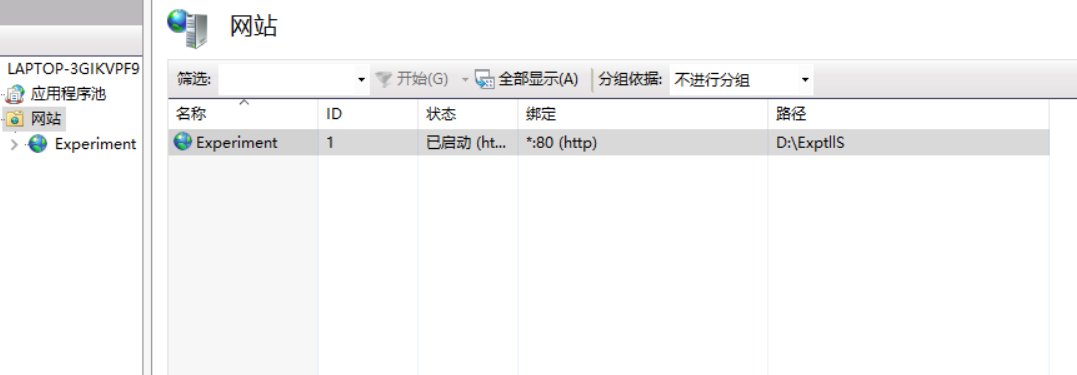 网站
LAPTOP-3GIKVPF9
应用程序池
网站
Experiment
筛选: 开始(G) 全部显示(A) 分组依据: 不进行分组
名称 ID 状态 绑定 路径
Experiment 1 已启动 (ht... *:80 (http) D:\ExptIIS